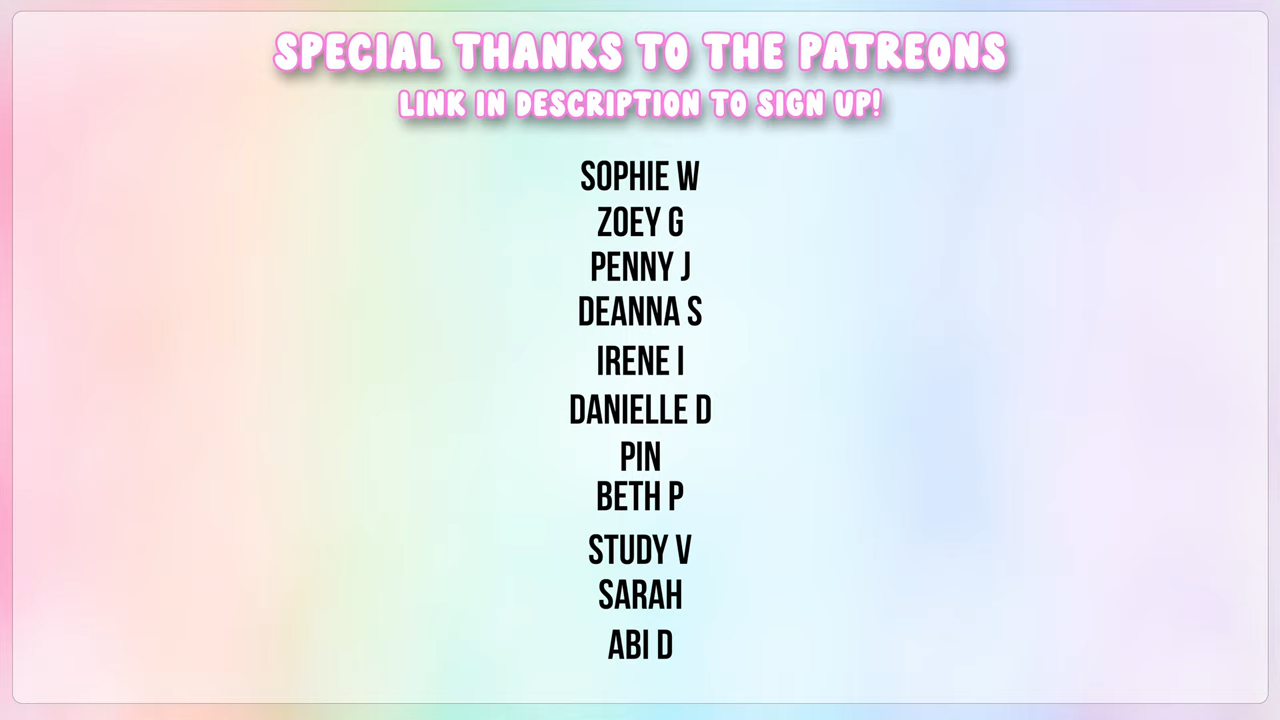 SPECIAL THANKS TO THE PATREONS
LINK IN DESCRIPTION TO SIGN UP!
SOPHIE W
ZOEY G
PENNY J
DEANNA S
IRENE I
DANIELLE D
PIN
BETH P
STUDY V
SARAH
ABI D